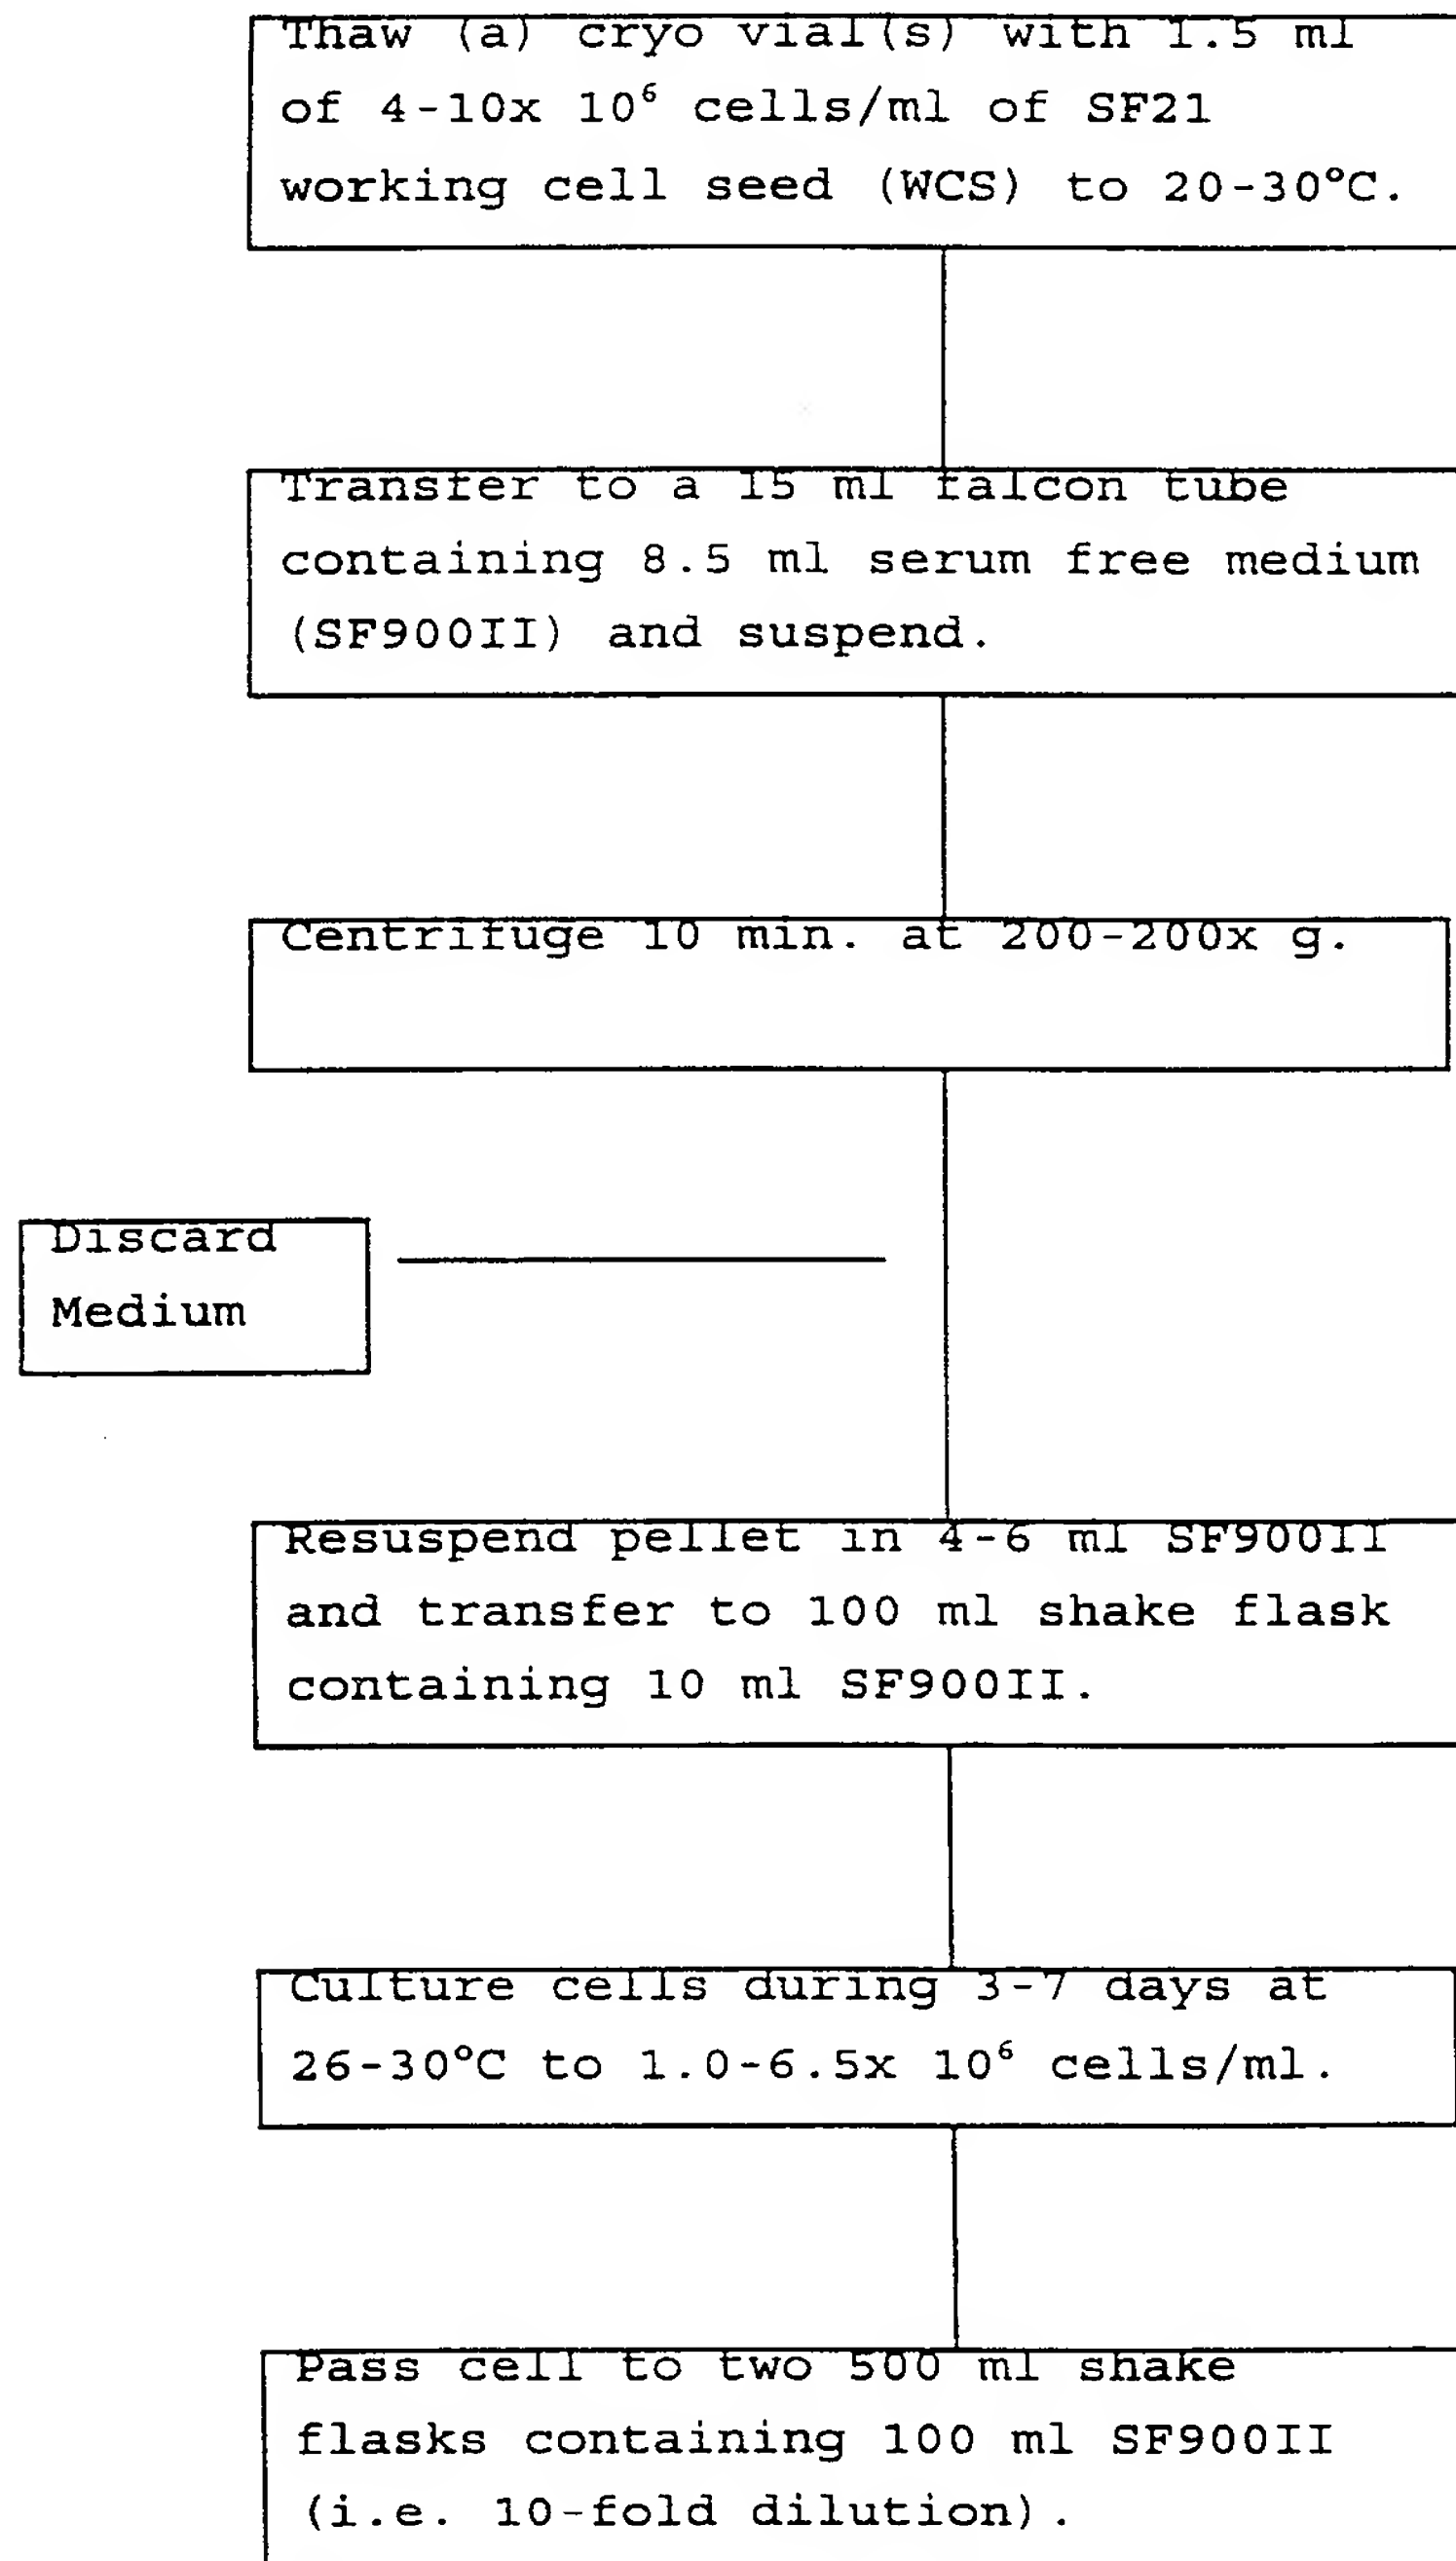 Thaw (a) cryo vial(s) with 1.5 ml
of 4-10x 10⁶ cells/ml of SF21
working cell seed (WCS) to 20-30°C.
Transfer to a 15 ml falcon tube
containing 8.5 ml serum free medium
(SF900II) and suspend.
Centrifuge 10 min. at 200-200x g.
Discard
Medium
Resuspend pellet in 4-6 ml SF900II
and transfer to 100 ml shake flask
containing 10 ml SF900II.
Culture cells during 3-7 days at
26-30°C to 1.0-6.5x 10⁶ cells/ml.
Pass cell to two 500 ml shake
flasks containing 100 ml SF900II
(i.e. 10-fold dilution).